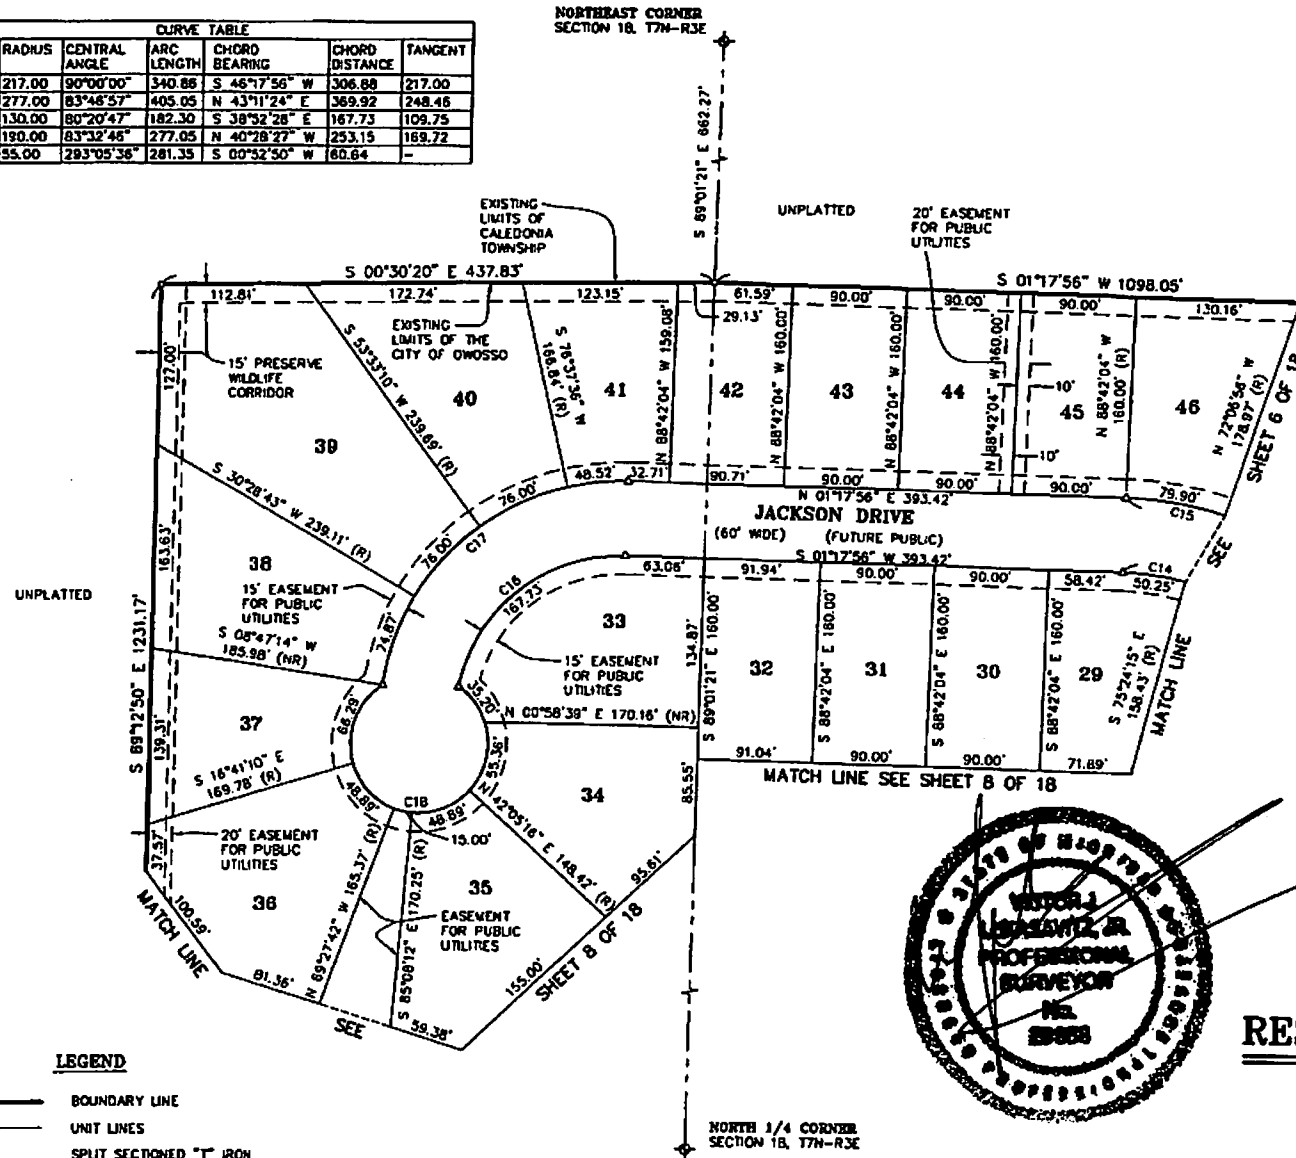 NORTHEAST CORNER
SECTION 18, T7N-R3E
CURVE TABLE
RADIUS CENTRAL ANGLE ARC LENGTH CHORD BEARING CHORD DISTANCE TANGENT
217.00 90°00'00" 340.86 S 46°17'56" W 306.88 217.00
277.00 83°46'57" 405.05 N 43°11'24" E 369.92 248.46
130.00 80°20'47" 182.30 S 38°52'28" E 167.73 109.75
190.00 83°32'46" 277.05 N 40°28'27" W 253.15 169.72
55.00 293°05'36" 281.35 S 00°52'50" W 60.64 -
S 89°01'21" E 662.27'
EXISTING
LIMITS OF
CALEDONIA
TOWNSHIP
UNPLATTED
20' EASEMENT
FOR PUBLIC
UTILITIES
S 00°30'20" E 437.83'
S 01°17'56" W 1098.05'
112.81'
172.74'
123.15'
61.59'
90.00'
90.00'
90.00'
130.16'
29.13'
EXISTING
LIMITS OF THE
CITY OF OWOSSO
15' PRESERVE
WILDLIFE
CORRIDOR
127.00'
S 53°33'10" W 239.69' (R)
S 76°37'36" W
166.84' (R)
N 88°42'04" W 159.08'
N 88°42'04" W 160.00'
N 88°42'04" W 160.00'
N 88°42'04" W 160.00'
N 88°42'04" W
160.00' (R)
N 72°06'56" W
178.97' (R)
SHEET 6 OF 18
SEE
39
40
41
42
43
44
45
46
10'
10'
48.52'
32.71'
90.71'
90.00'
90.00'
90.00'
79.90'
C15
N 01°17'56" E 393.42'
JACKSON DRIVE
(60' WIDE) (FUTURE PUBLIC)
S 01°17'56" W 393.42'
76.00'
76.00'
C17
C16
167.73'
63.08'
91.94'
90.00'
90.00'
58.42'
C14
50.25'
S 30°28'43" W 239.11' (R)
163.63'
38
15' EASEMENT
FOR PUBLIC
UTILITIES
UNPLATTED
S 89°12'50" E 1231.17'
S 08°47'14" W
185.98' (NR)
74.87'
33
15' EASEMENT
FOR PUBLIC
UTILITIES
134.87'
S 89°01'21" E 160.00'
32
S 88°42'04" E 160.00'
31
S 88°42'04" E 160.00'
30
S 88°42'04" E 160.00'
29
S 75°24'15" E
158.43' (R)
MATCH LINE
35.20'
N 00°58'39" E 170.16' (NR)
37
66.29'
139.31'
S 16°41'10" E
169.78' (R)
55.36'
34
85.55'
91.04'
90.00'
90.00'
71.89'
MATCH LINE SEE SHEET 8 OF 18
48.89'
C18
48.89'
15.00'
N 42°05'16" E 148.42' (R)
95.61'
37.57'
20' EASEMENT
FOR PUBLIC
UTILITIES
36
N 69°27'42" W 165.37' (R)
S 85°08'12" E 170.25' (R)
35
EASEMENT
FOR PUBLIC
UTILITIES
100.59'
MATCH LINE
81.36'
SEE
59.38'
155.00'
SHEET 8 OF 18
STATE OF MICHIGAN
VICTOR J.
PROFESSIONAL
SURVEYOR
No.
LEGEND
BOUNDARY LINE
UNIT LINES
SPLIT SECTIONED "T" IRON
NORTH 1/4 CORNER
SECTION 18, T7N-R3E